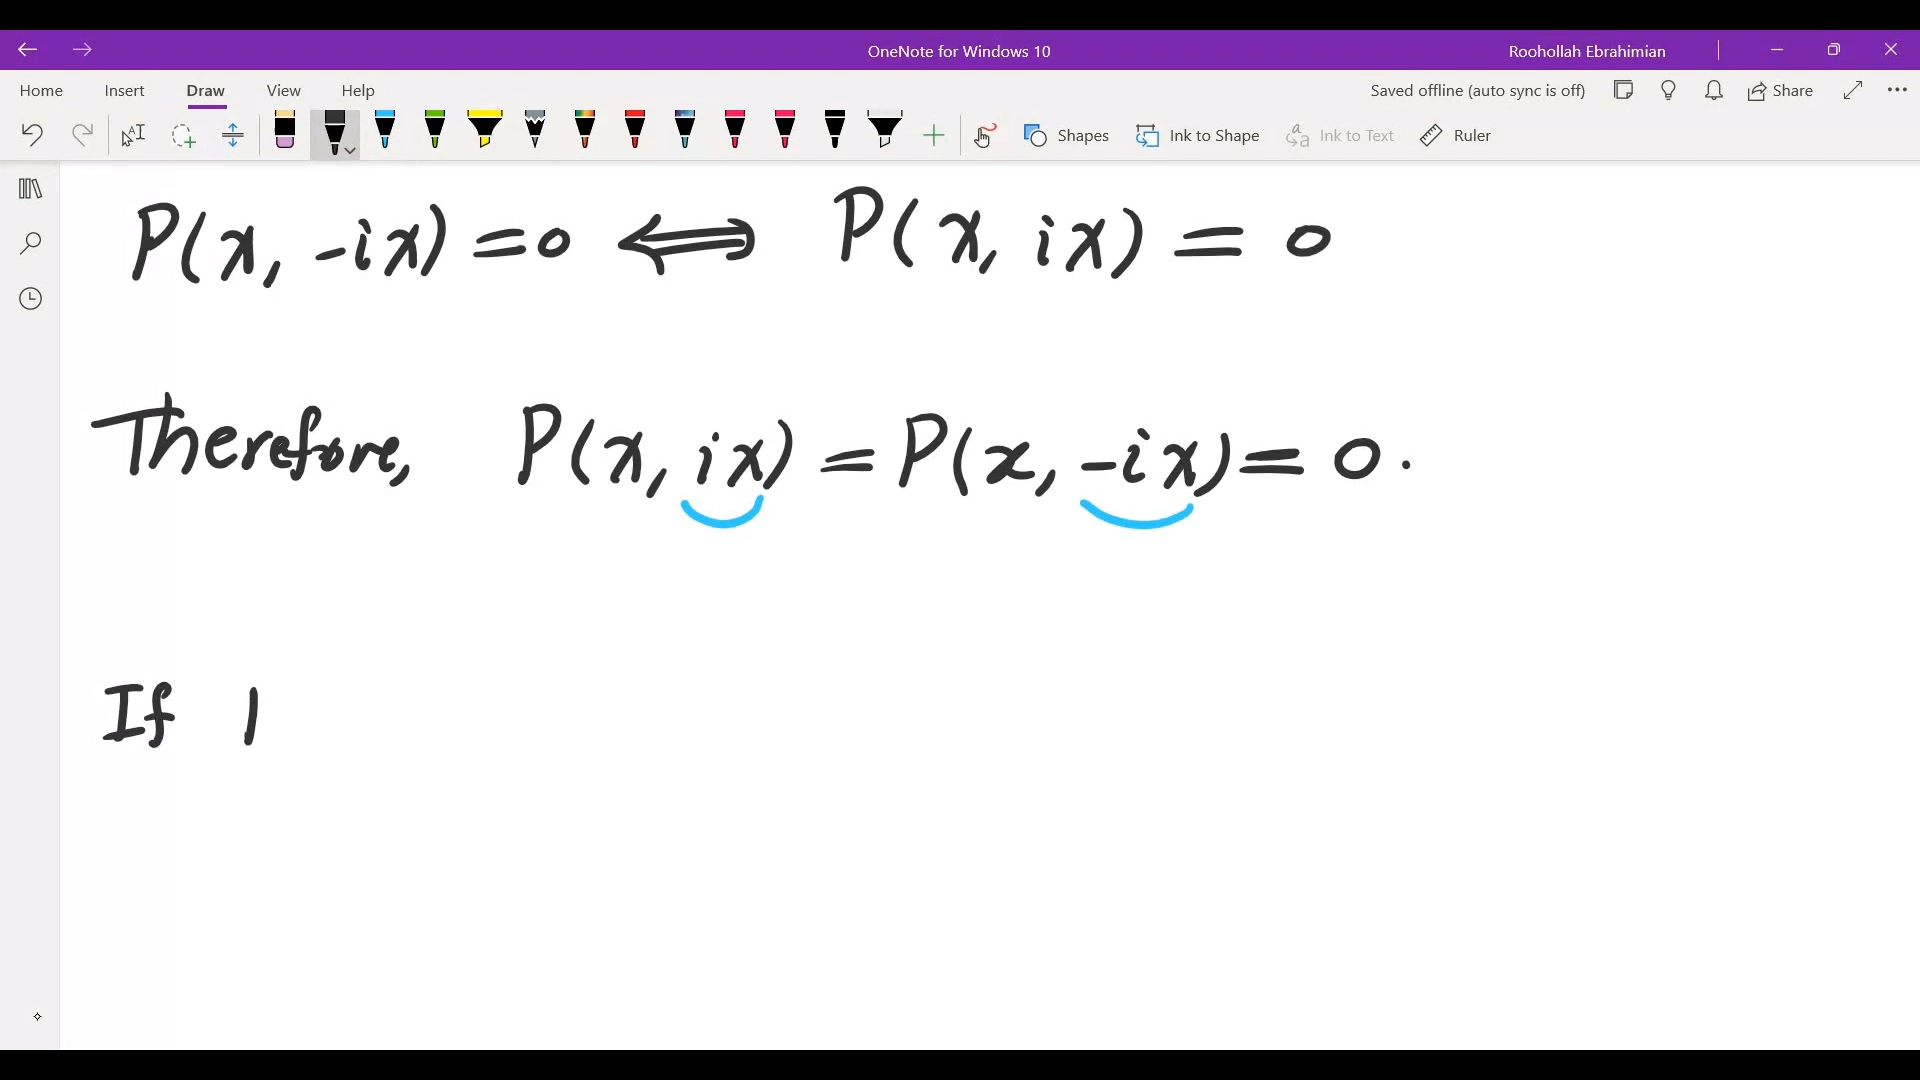 OneNote for Windows 10
Roohollah Ebrahimian
Home Insert Draw View Help
Saved offline (auto sync is off) Share
Shapes Ink to Shape Ink to Text Ruler
P(x, -ix) = 0 ⟺ P(x, ix) = 0
Therefore, P(x, ix) = P(x, -ix) = 0.
If